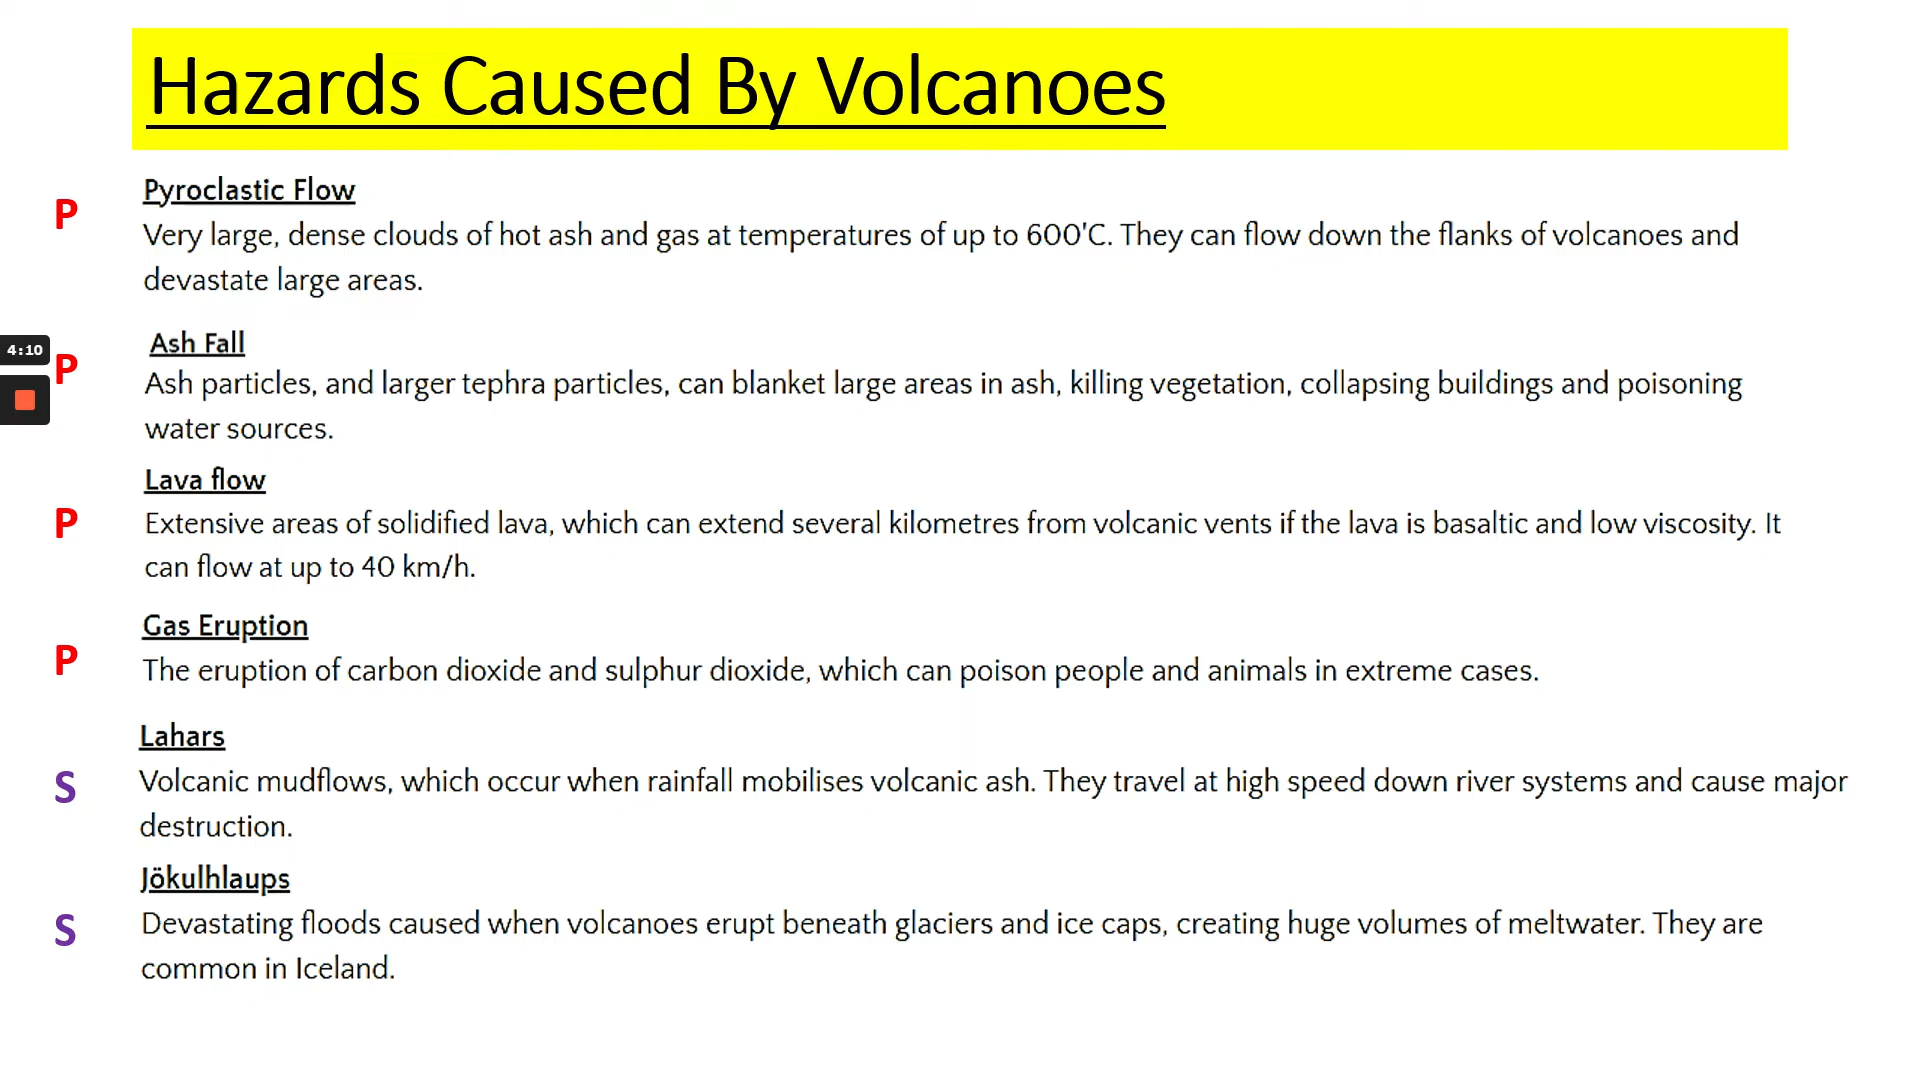 Hazards Caused By Volcanoes
P
Pyroclastic Flow
Very large, dense clouds of hot ash and gas at temperatures of up to 600'C. They can flow down the flanks of volcanoes and
devastate large areas.
4:10
P
Ash Fall
Ash particles, and larger tephra particles, can blanket large areas in ash, killing vegetation, collapsing buildings and poisoning
water sources.
Lava flow
P
Extensive areas of solidified lava, which can extend several kilometres from volcanic vents if the lava is basaltic and low viscosity. It
can flow at up to 40 km/h.
Gas Eruption
P
The eruption of carbon dioxide and sulphur dioxide, which can poison people and animals in extreme cases.
Lahars
S
Volcanic mudflows, which occur when rainfall mobilises volcanic ash. They travel at high speed down river systems and cause major
destruction.
Jökulhlaups
S
Devastating floods caused when volcanoes erupt beneath glaciers and ice caps, creating huge volumes of meltwater. They are
common in Iceland.